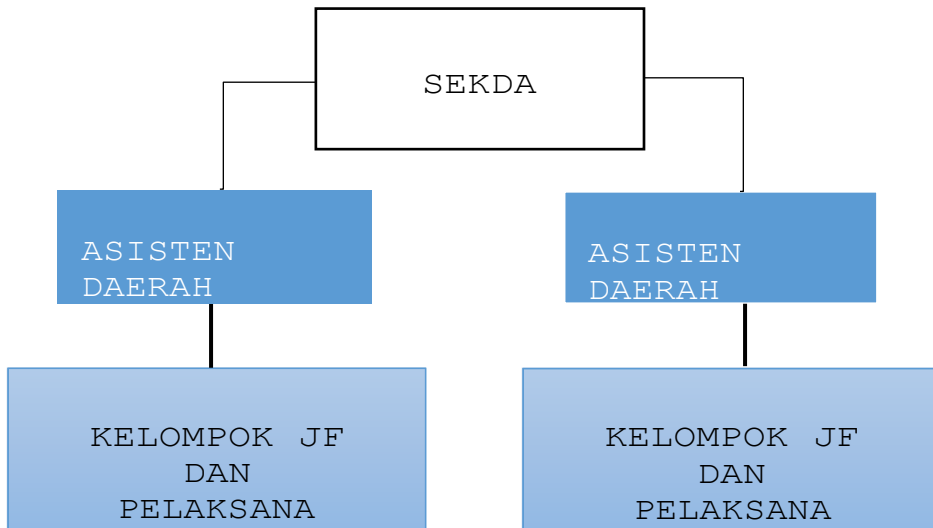 SEKDA
ASISTEN
DAERAH
ASISTEN
DAERAH
KELOMPOK JF
DAN
PELAKSANA
KELOMPOK JF
DAN
PELAKSANA